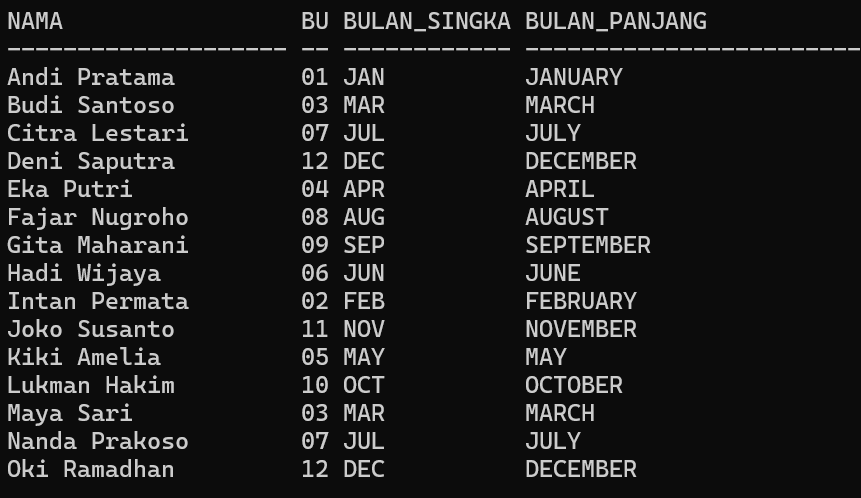 NAMA                 BU BULAN_SINGKA BULAN_PANJANG
-------------------- -- ------------ ------------------------
Andi Pratama         01 JAN          JANUARY
Budi Santoso         03 MAR          MARCH
Citra Lestari        07 JUL          JULY
Deni Saputra         12 DEC          DECEMBER
Eka Putri            04 APR          APRIL
Fajar Nugroho        08 AUG          AUGUST
Gita Maharani        09 SEP          SEPTEMBER
Hadi Wijaya          06 JUN          JUNE
Intan Permata        02 FEB          FEBRUARY
Joko Susanto         11 NOV          NOVEMBER
Kiki Amelia          05 MAY          MAY
Lukman Hakim         10 OCT          OCTOBER
Maya Sari            03 MAR          MARCH
Nanda Prakoso        07 JUL          JULY
Oki Ramadhan         12 DEC          DECEMBER